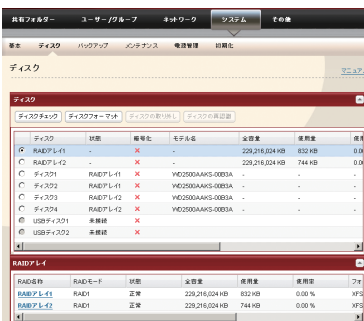 共有フォルダー ユーザー/グループ ネットワーク システム その他
基本 ディスク バックアップ メンテナンス 電源管理 初期化
ディスク マニュア
ディスク
ディスクチェック ディスクフォーマット ディスクの取り外し ディスクの再認識
ディスク 状態 暗号化 モデル名 全容量 使用量 使用
RAIDアレイ1 - × - 229,216,024 KB 832 KB 0.0
RAIDアレイ2 - × - 229,216,024 KB 744 KB 0.0
ディスク1 RAIDアレイ1 × WD2500AAKS-00B3A - - -
ディスク2 RAIDアレイ1 × WD2500AAKS-00B3A - - -
ディスク3 RAIDアレイ2 × WD2500AAKS-00B3A - - -
ディスク4 RAIDアレイ2 × WD2500AAKS-00B3A - - -
USBディスク1 未接続 × - - -
USBディスク2 未接続 × - - -
RAIDアレイ
RAID名称 RAIDモード 状態 全容量 使用量 使用率 フォ
RAIDアレイ1 RAID1 正常 229,216,024 KB 832 KB 0.00 % XFS
RAIDアレイ2 RAID1 正常 229,216,024 KB 744 KB 0.00 % XFS